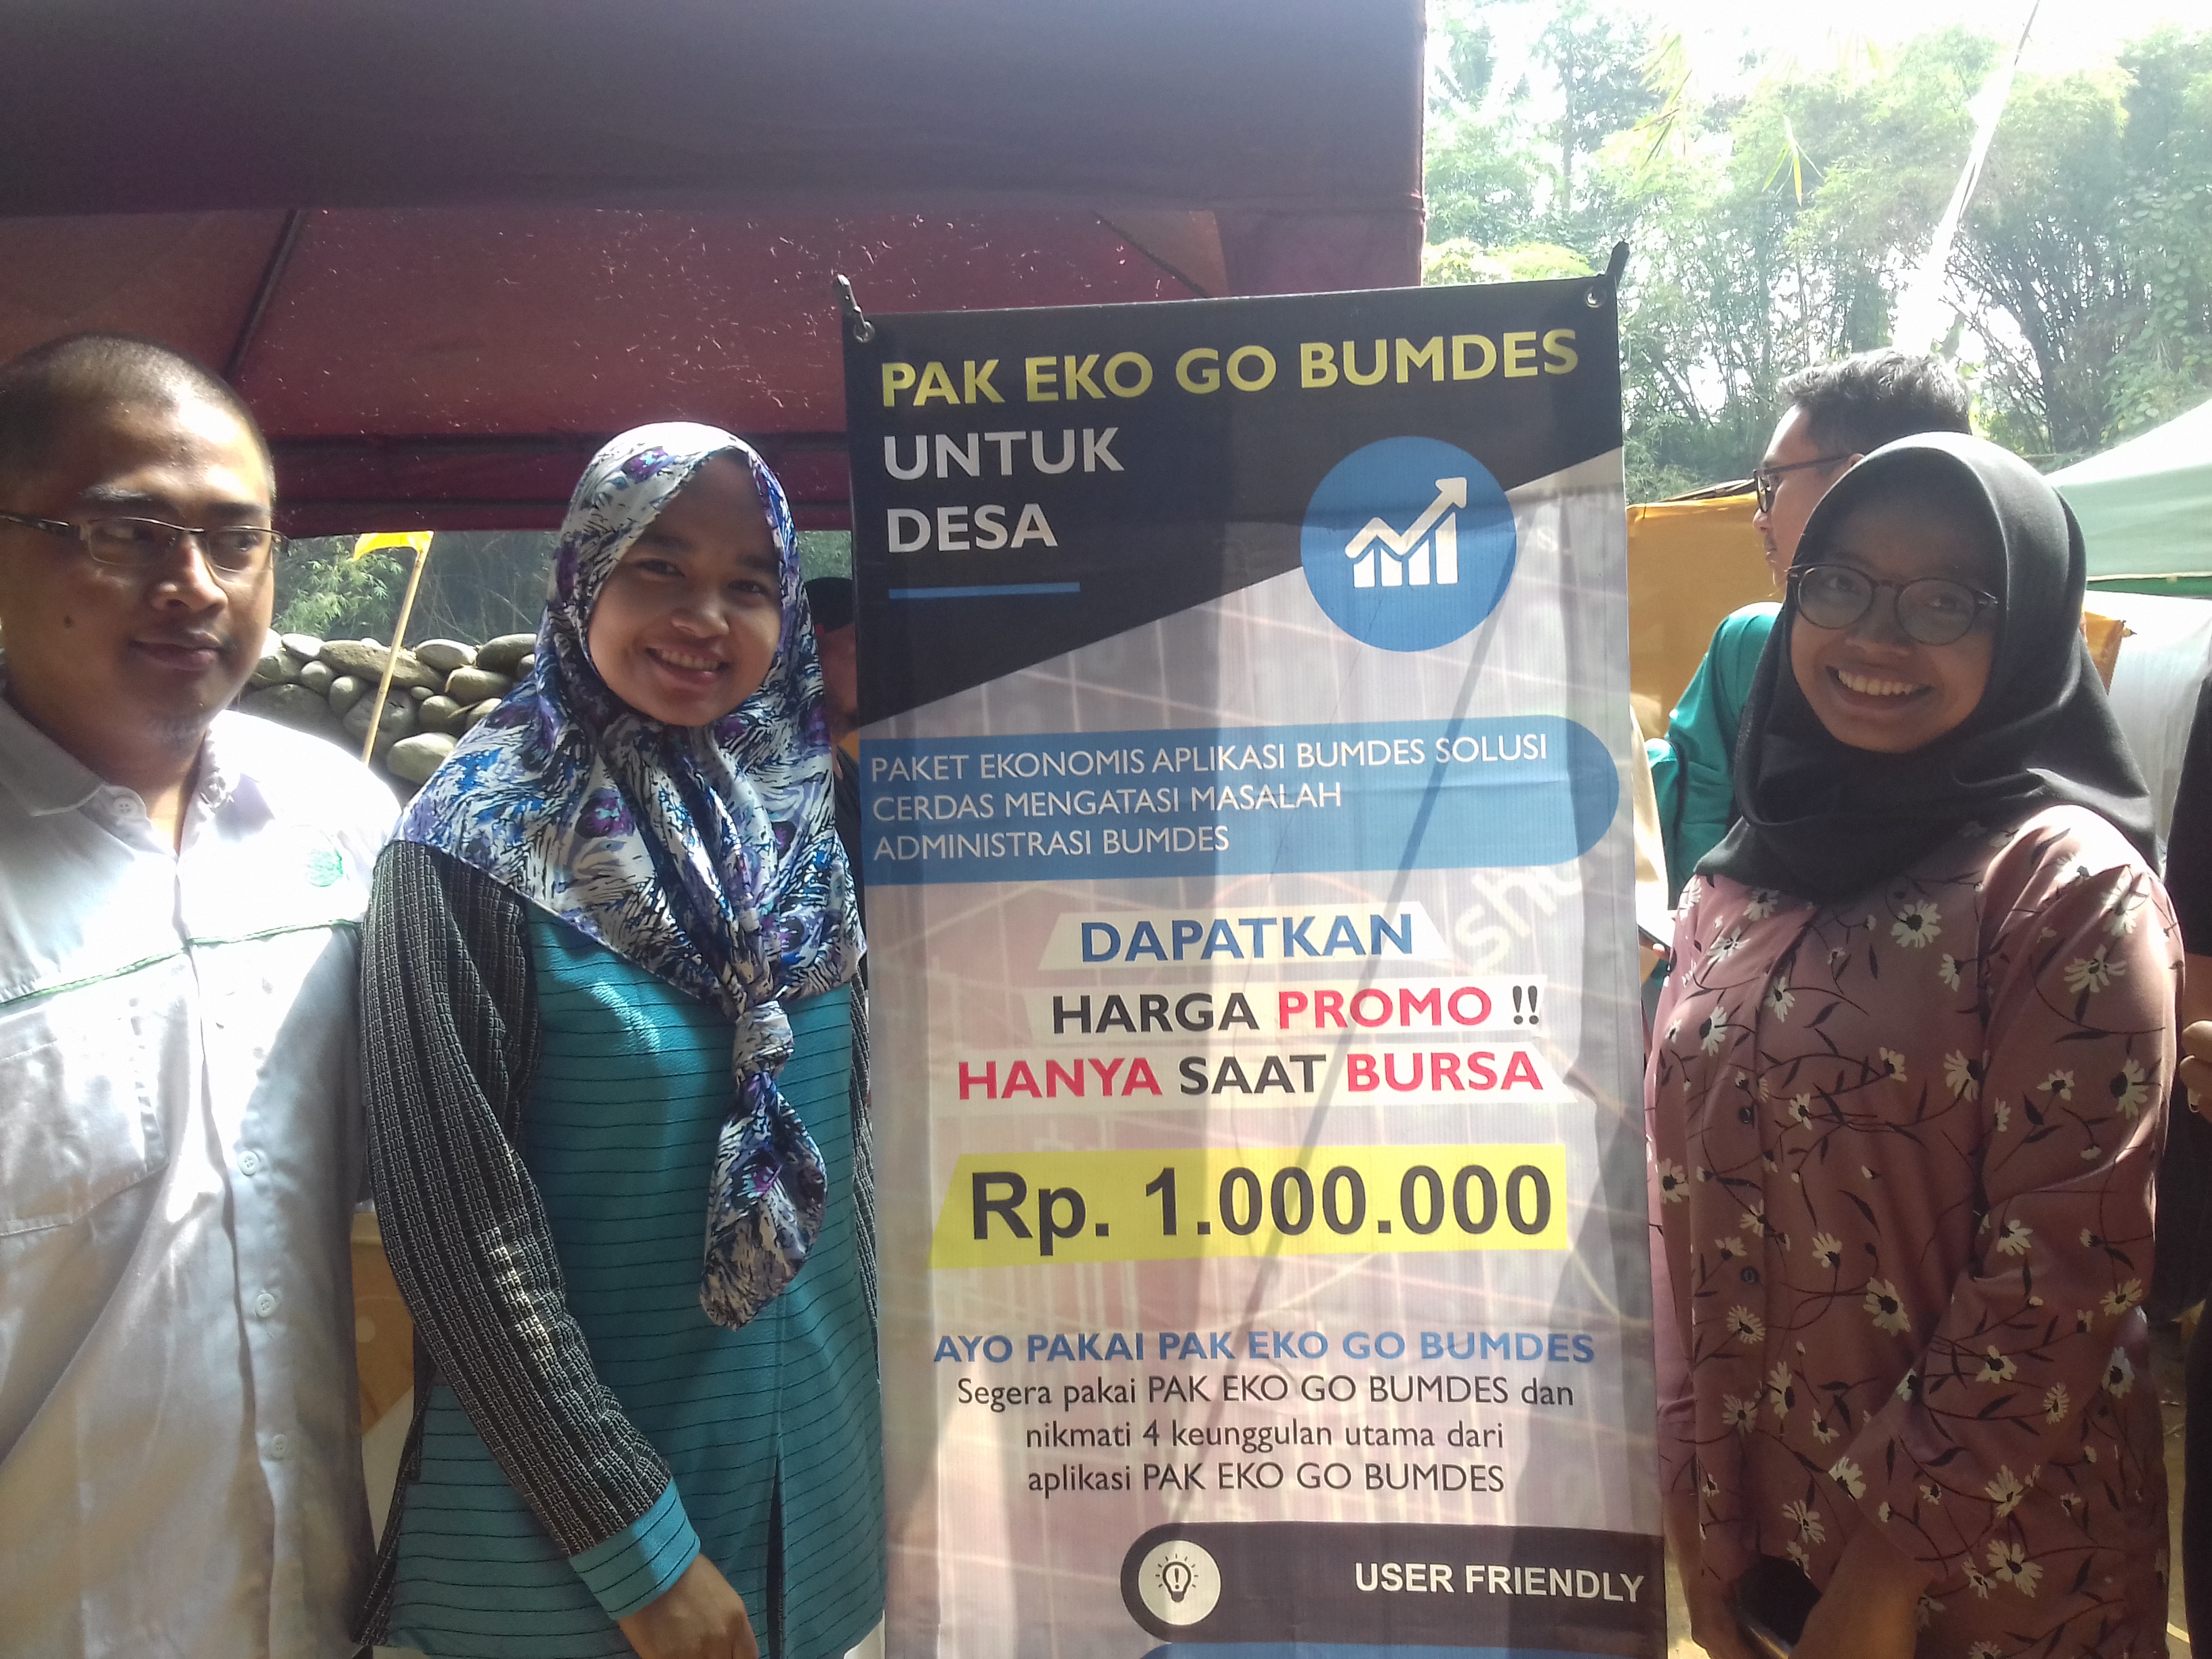 PAK EKO GO BUMDES
UNTUK
DESA
PAKET EKONOMIS APLIKASI BUMDES SOLUSI
CERDAS MENGATASI MASALAH
ADMINISTRASI BUMDES
DAPATKAN
HARGA PROMO !!
HANYA SAAT BURSA
Rp. 1.000.000
AYO PAKAI PAK EKO GO BUMDES
Segera pakai PAK EKO GO BUMDES dan
nikmati 4 keunggulan utama dari
aplikasi PAK EKO GO BUMDES
USER FRIENDLY